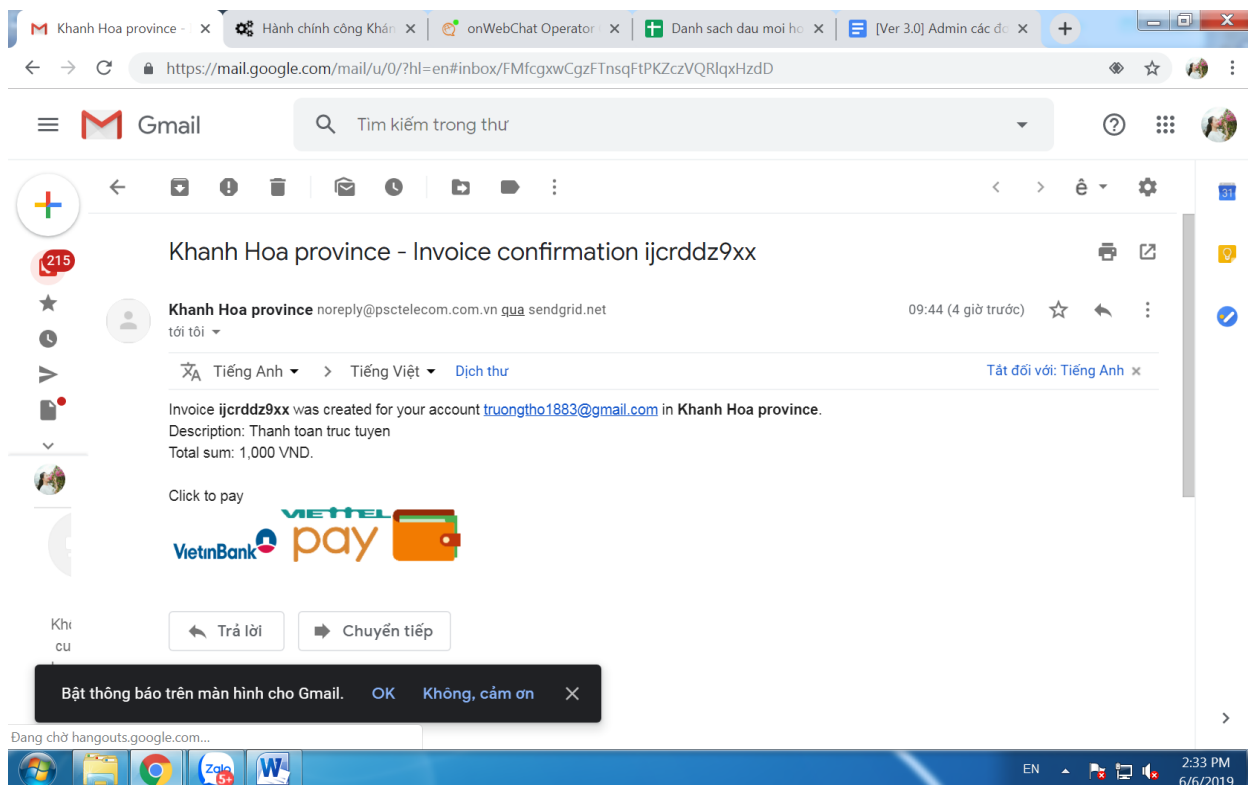 Khanh Hoa province -
Hành chính công Khán
onWebChat Operator
Danh sach dau moi ho
[Ver 3.0] Admin các đơ
https://mail.google.com/mail/u/0/?hl=en#inbox/FMfcgxwCgzFTnsqFtPKZczVQRlqxHzdD
Gmail
Tìm kiếm trong thư
ê
31
215
Khanh Hoa province - Invoice confirmation ijcrddz9xx
Khanh Hoa province noreply@psctelecom.com.vn qua sendgrid.net
09:44 (4 giờ trước)
tới tôi
Tiếng Anh > Tiếng Việt Dịch thư
Tắt đối với: Tiếng Anh
Invoice ijcrddz9xx was created for your account truongtho1883@gmail.com in Khanh Hoa province.
Description: Thanh toan truc tuyen
Total sum: 1,000 VND.
Click to pay
VietinBank
VIETTEL
pay
Trả lời
Chuyển tiếp
Khô
cu
Bật thông báo trên màn hình cho Gmail. OK Không, cảm ơn
Đang chờ hangouts.google.com...
Zalo
5+
W
EN
2:33 PM
6/6/2019